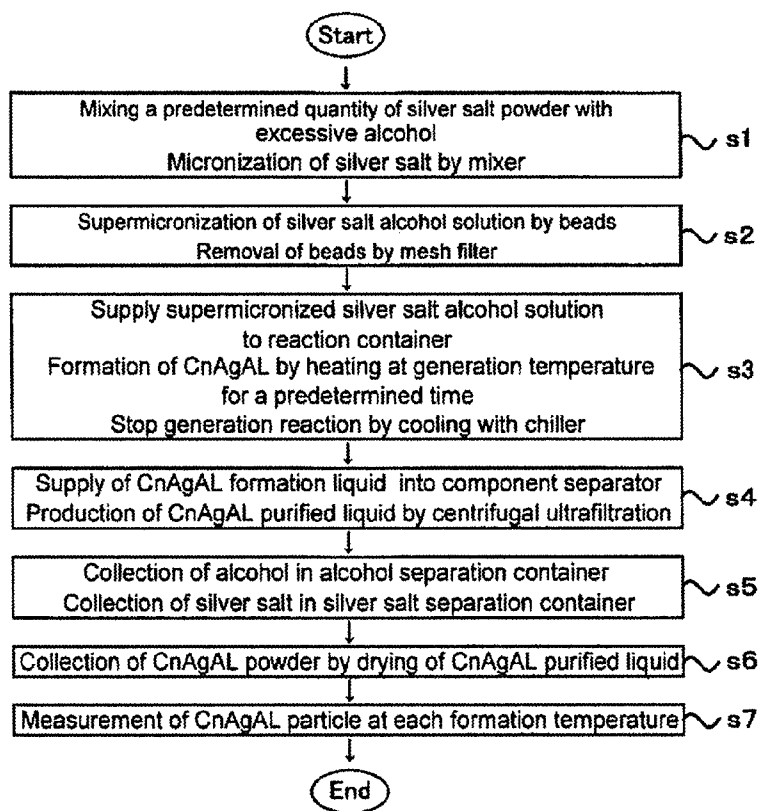 Start
Mixing a predetermined quantity of silver salt powder with
excessive alcohol
Micronization of silver salt by mixer
s1
Supermicronization of silver salt alcohol solution by beads
Removal of beads by mesh filter
s2
Supply supermicronized silver salt alcohol solution
to reaction container
Formation of CnAgAL by heating at generation temperature
for a predetermined time
Stop generation reaction by cooling with chiller
s3
Supply of CnAgAL formation liquid into component separator
Production of CnAgAL purified liquid by centrifugal ultrafiltration
s4
Collection of alcohol in alcohol separation container
Collection of silver salt in silver salt separation container
s5
Collection of CnAgAL powder by drying of CnAgAL purified liquid
s6
Measurement of CnAgAL particle at each formation temperature
s7
End